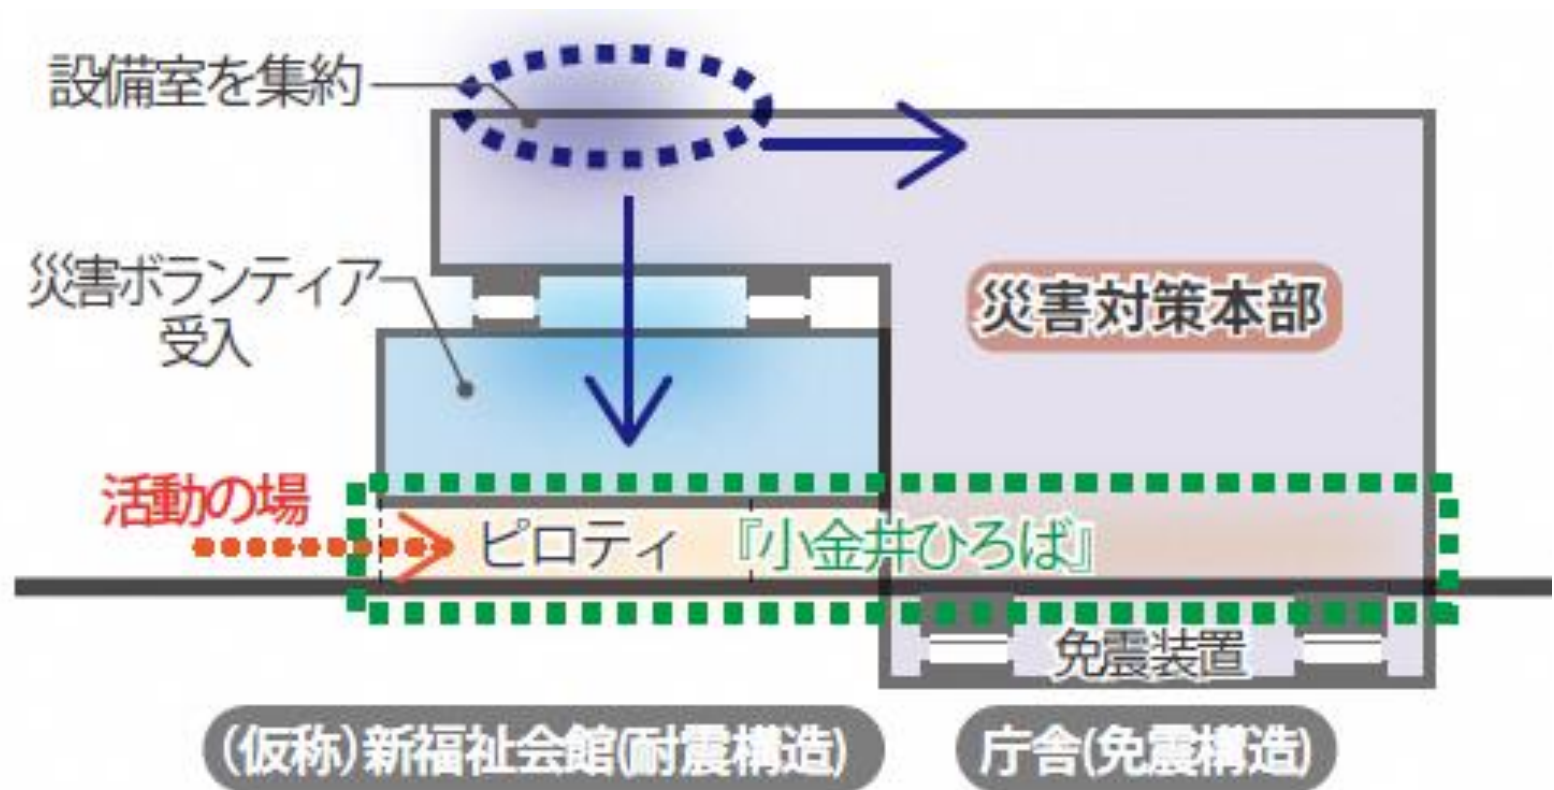 設備室を集約
災害ボランティア
受入
災害対策本部
活動の場
ピロティ 『小金井ひろば』
免震装置
(仮称)新福祉会館(耐震構造)
庁舎(免震構造)